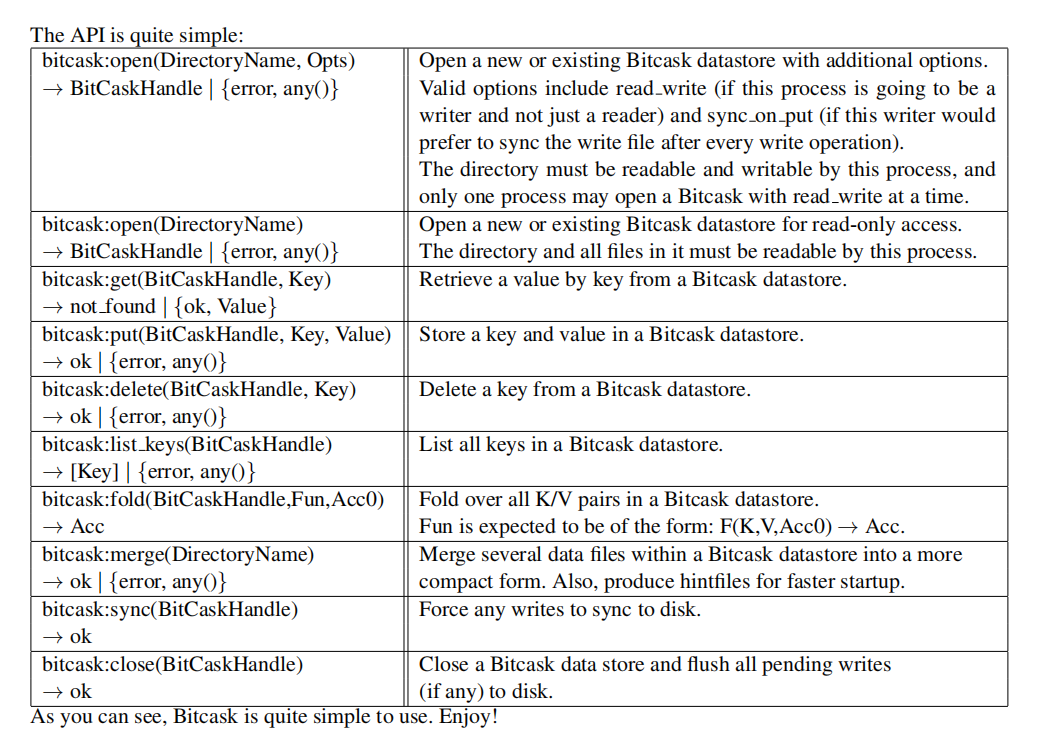 The API is quite simple:
bitcask:open(DirectoryName, Opts)
→ BitCaskHandle | {error, any()}
Open a new or existing Bitcask datastore with additional options.
Valid options include read_write (if this process is going to be a
writer and not just a reader) and sync_on_put (if this writer would
prefer to sync the write file after every write operation).
The directory must be readable and writable by this process, and
only one process may open a Bitcask with read_write at a time.
bitcask:open(DirectoryName)
→ BitCaskHandle | {error, any()}
Open a new or existing Bitcask datastore for read-only access.
The directory and all files in it must be readable by this process.
bitcask:get(BitCaskHandle, Key)
→ not_found | {ok, Value}
Retrieve a value by key from a Bitcask datastore.
bitcask:put(BitCaskHandle, Key, Value)
→ ok | {error, any()}
Store a key and value in a Bitcask datastore.
bitcask:delete(BitCaskHandle, Key)
→ ok | {error, any()}
Delete a key from a Bitcask datastore.
bitcask:list_keys(BitCaskHandle)
→ [Key] | {error, any()}
List all keys in a Bitcask datastore.
bitcask:fold(BitCaskHandle,Fun,Acc0)
→ Acc
Fold over all K/V pairs in a Bitcask datastore.
Fun is expected to be of the form: F(K,V,Acc0) → Acc.
bitcask:merge(DirectoryName)
→ ok | {error, any()}
Merge several data files within a Bitcask datastore into a more
compact form. Also, produce hintfiles for faster startup.
bitcask:sync(BitCaskHandle)
→ ok
Force any writes to sync to disk.
bitcask:close(BitCaskHandle)
→ ok
Close a Bitcask data store and flush all pending writes
(if any) to disk.
As you can see, Bitcask is quite simple to use. Enjoy!